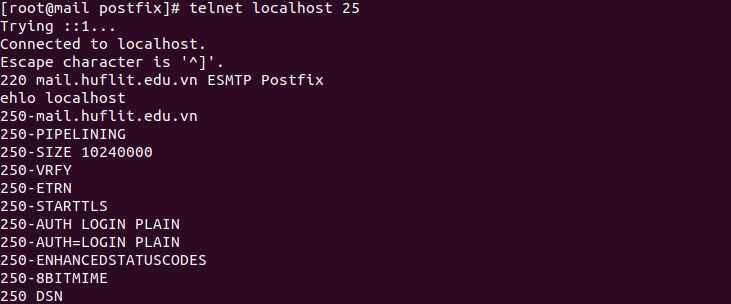 [root@mail postfix]# telnet localhost 25
Trying ::1...
Connected to localhost.
Escape character is '^]'.
220 mail.huflit.edu.vn ESMTP Postfix
ehlo localhost
250-mail.huflit.edu.vn
250-PIPELINING
250-SIZE 10240000
250-VRFY
250-ETRN
250-STARTTLS
250-AUTH LOGIN PLAIN
250-AUTH=LOGIN PLAIN
250-ENHANCEDSTATUSCODES
250-8BITMIME
250 DSN